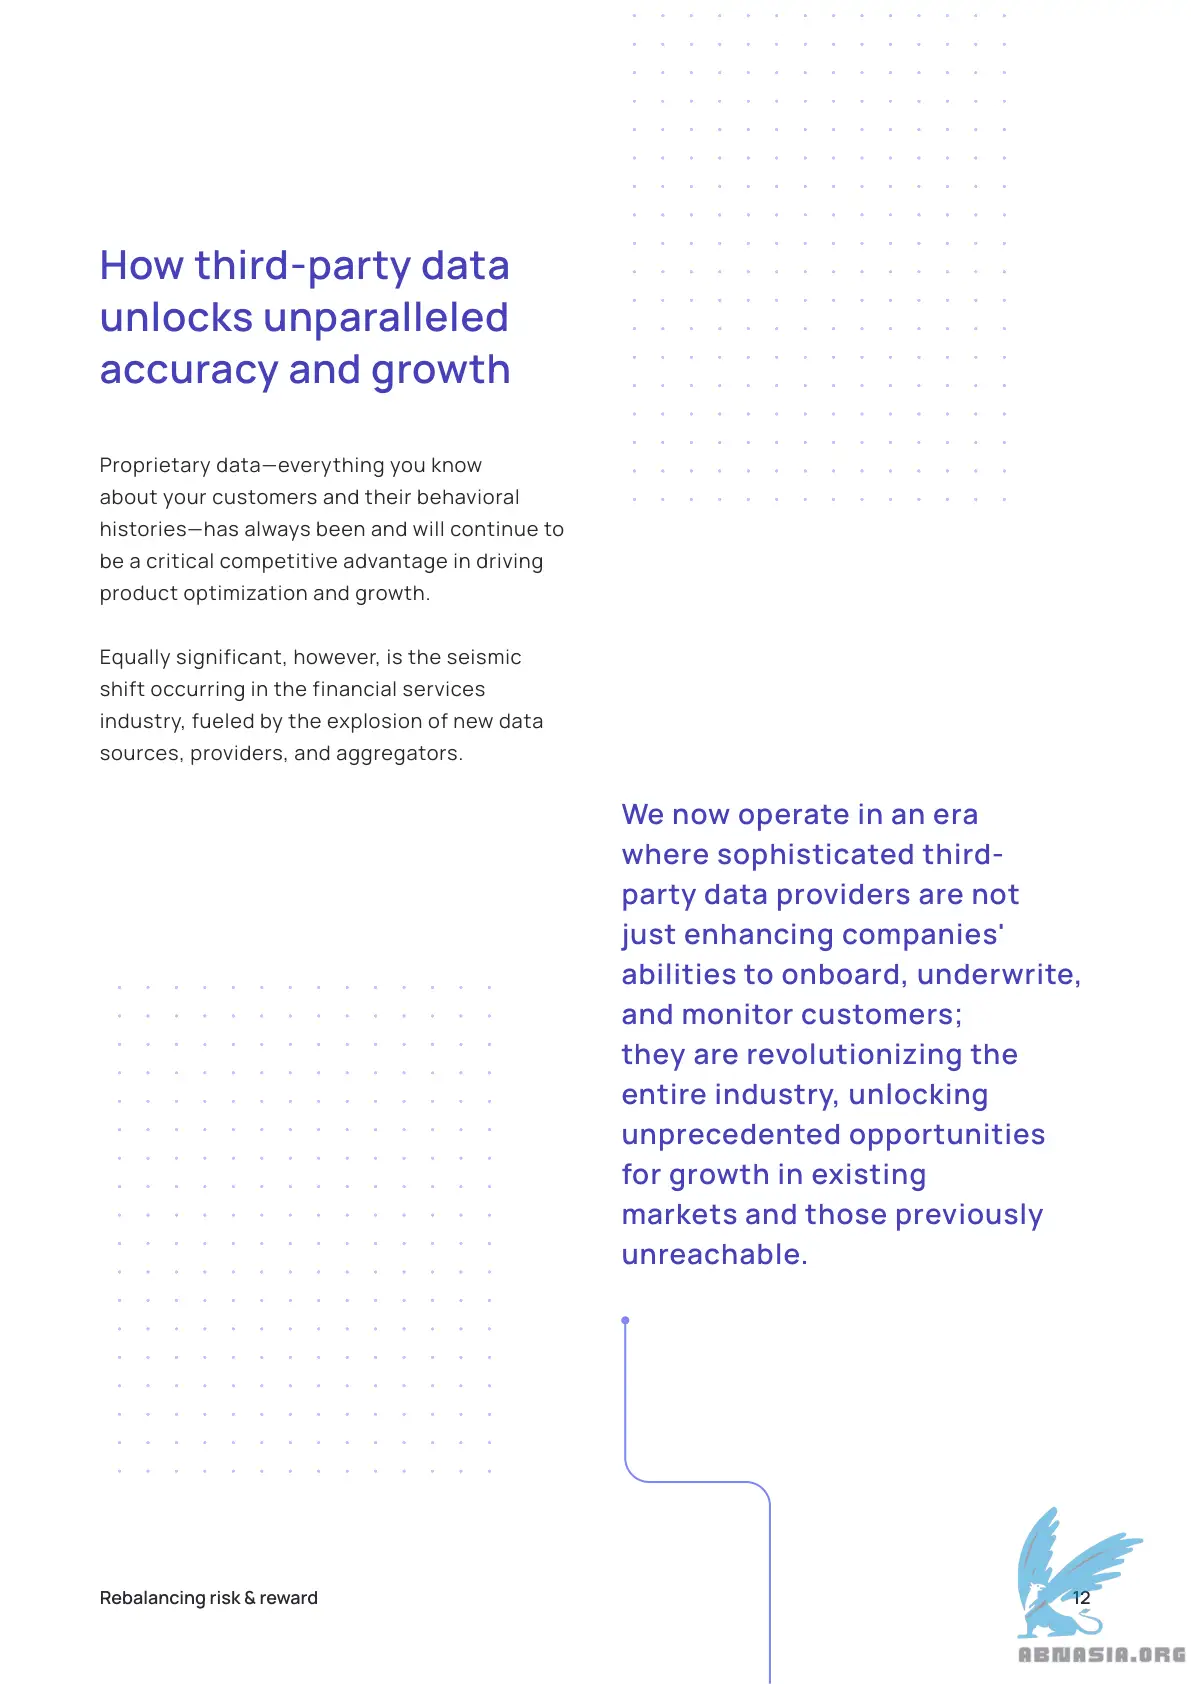 How third-party data
unlocks unparalleled
accuracy and growth
Proprietary data—everything you know
about your customers and their behavioral
histories—has always been and will continue to
be a critical competitive advantage in driving
product optimization and growth.
Equally significant, however, is the seismic
shift occurring in the financial services
industry, fueled by the explosion of new data
sources, providers, and aggregators.
We now operate in an era
where sophisticated third-
party data providers are not
just enhancing companies'
abilities to onboard, underwrite,
and monitor customers;
they are revolutionizing the
entire industry, unlocking
unprecedented opportunities
for growth in existing
markets and those previously
unreachable.
Rebalancing risk & reward
12
ABNASIA.ORG